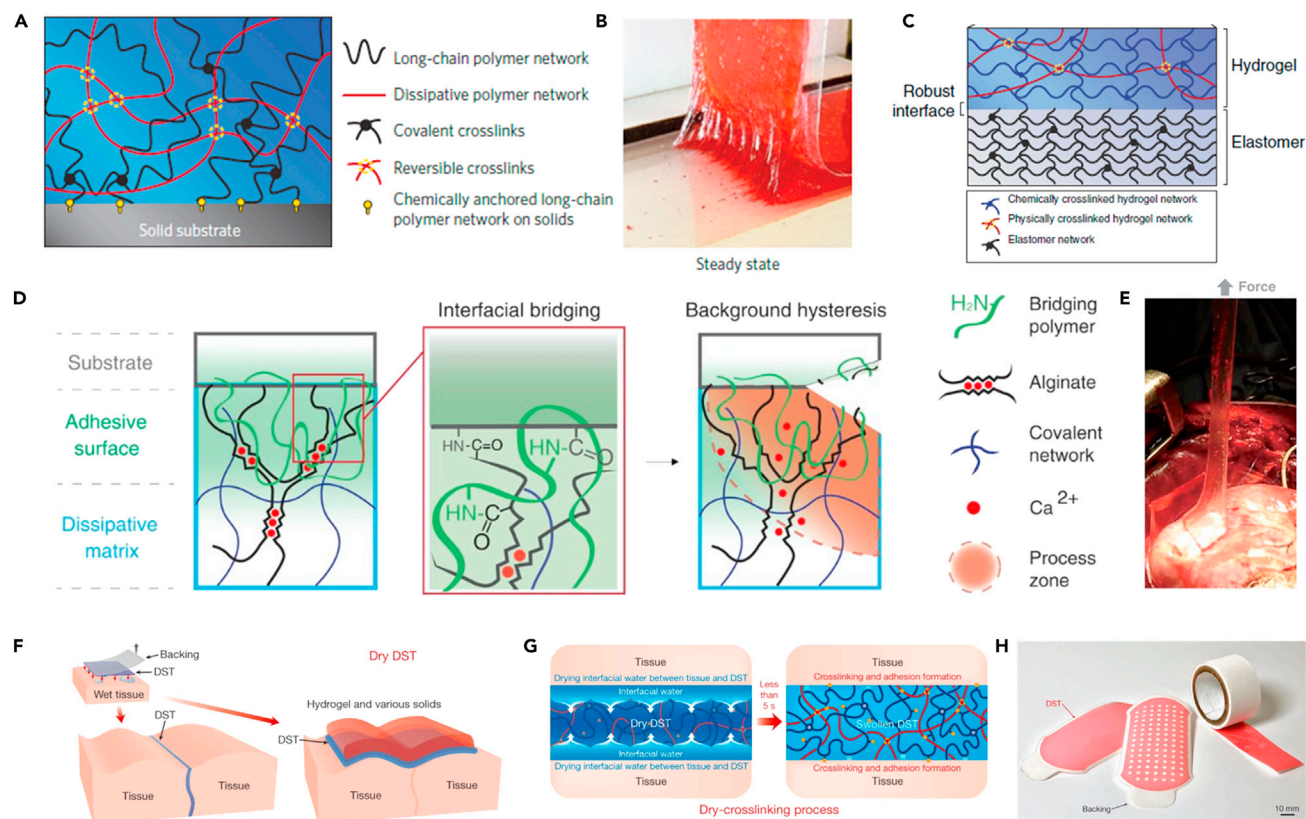 A
Long-chain polymer network
Dissipative polymer network
Covalent crosslinks
Reversible crosslinks
Chemically anchored long-chain
polymer network on solids
Solid substrate
B
Steady state
C
Robust
interface
Hydrogel
Elastomer
Chemically crosslinked hydrogel network
Physically crosslinked hydrogel network
Elastomer network
D
Interfacial bridging
Background hysteresis
Substrate
Adhesive
surface
Dissipative
matrix
HN-C=O
HN-C
O
HN
C
O
H₂N
Bridging
polymer
Alginate
Covalent
network
Ca²⁺
Process
zone
E
Force
F
Backing
DST
Wet tissue
DST
Tissue
Tissue
Dry DST
Hydrogel and various solids
DST
Tissue
Tissue
G
Tissue
Drying interfacial water between tissue and DST
Interfacial water
Dry DST
Interfacial water
Drying interfacial water between tissue and DST
Tissue
Less
than
5 s
Tissue
Crosslinking and adhesion formation
Swollen DST
Crosslinking and adhesion formation
Tissue
Dry-crosslinking process
H
DST
Backing
10 mm